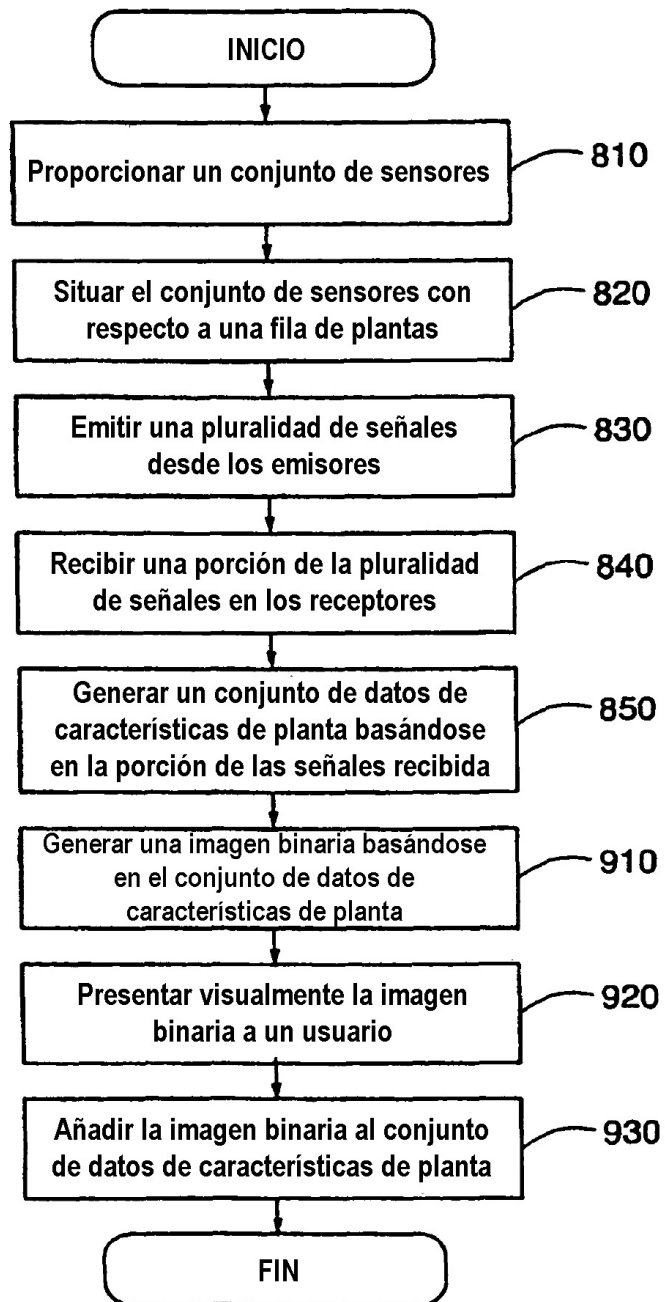 INICIO
Proporcionar un conjunto de sensores
810
Situar el conjunto de sensores con
respecto a una fila de plantas
820
Emitir una pluralidad de señales
desde los emisores
830
Recibir una porción de la pluralidad
de señales en los receptores
840
Generar un conjunto de datos de
características de planta basándose
en la porción de las señales recibida
850
Generar una imagen binaria basándose
en el conjunto de datos de
características de planta
910
Presentar visualmente la imagen
binaria a un usuario
920
Añadir la imagen binaria al conjunto
de datos de características de planta
930
FIN